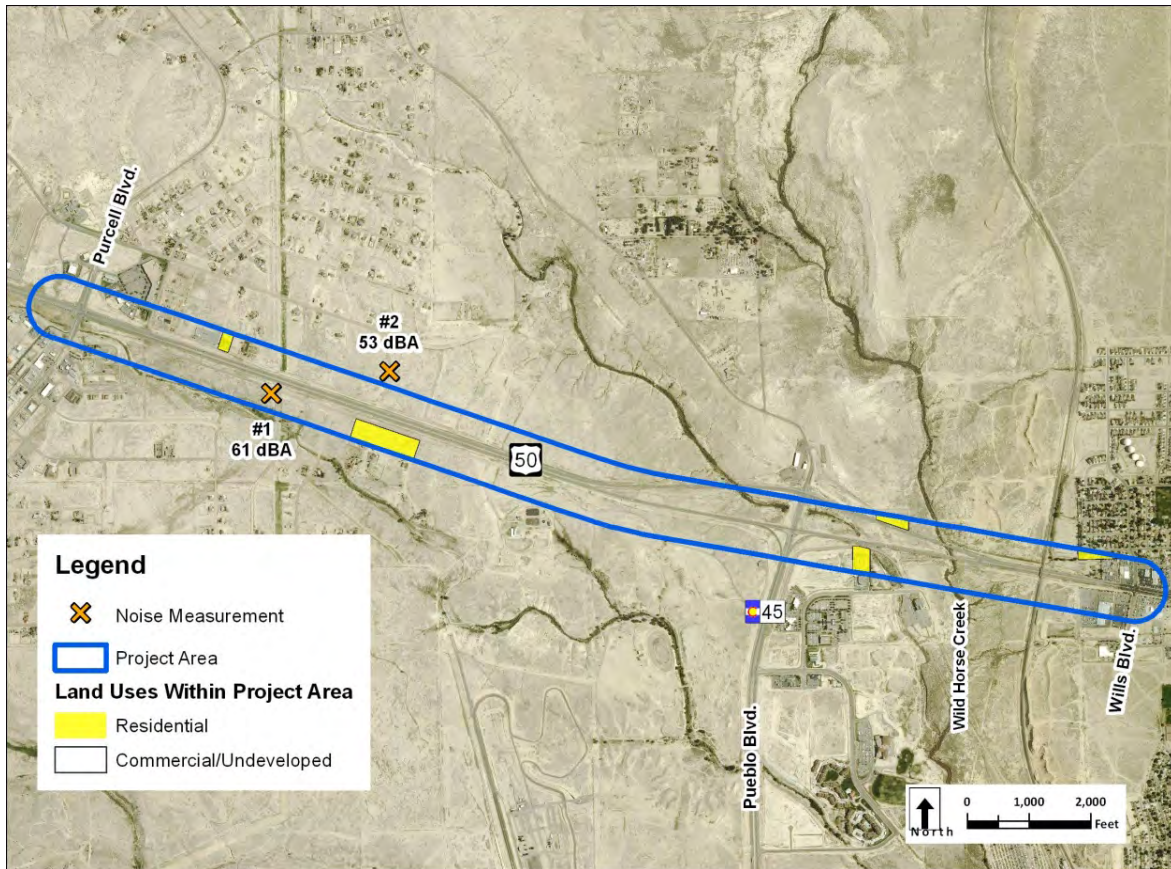 Purcell Blvd.
#2
53 dBA
#1
61 dBA
50
45
Pueblo Blvd.
Wild Horse Creek
Wills Blvd.
Legend
Noise Measurement
Project Area
Land Uses Within Project Area
Residential
Commercial/Undeveloped
North
0 1,000 2,000
Feet